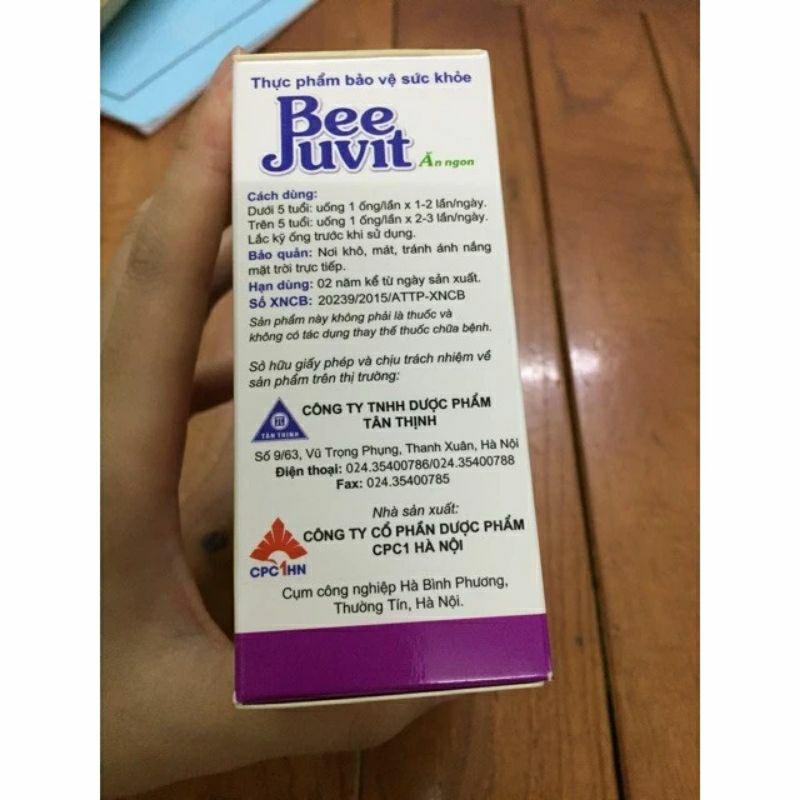 Thực phẩm bảo vệ sức khỏe
Bee
Juvit
Ăn ngon
Cách dùng:
Dưới 5 tuổi: uống 1 ống/lần x 1-2 lần/ngày.
Trên 5 tuổi: uống 1 ống/lần x 2-3 lần/ngày.
Lắc kỹ ống trước khi sử dụng.
Bảo quản: Nơi khô, mát, tránh ánh nắng
mặt trời trực tiếp.
Hạn dùng: 02 năm kể từ ngày sản xuất.
Số XNCB: 20239/2015/ATTP-XNCB
Sản phẩm này không phải là thuốc và
không có tác dụng thay thế thuốc chữa bệnh.
Sở hữu giấy phép và chịu trách nhiệm về
sản phẩm trên thị trường:
TÂN THỊNH
CÔNG TY TNHH DƯỢC PHẨM
TÂN THỊNH
Số 9/63, Vũ Trọng Phụng, Thanh Xuân, Hà Nội
Điện thoại: 024.35400786/024.35400788
Fax: 024.35400785
Nhà sản xuất:
CÔNG TY CỔ PHẦN DƯỢC PHẨM
CPC1 HÀ NỘI
CPC1HN
Cụm công nghiệp Hà Bình Phương,
Thường Tín, Hà Nội.